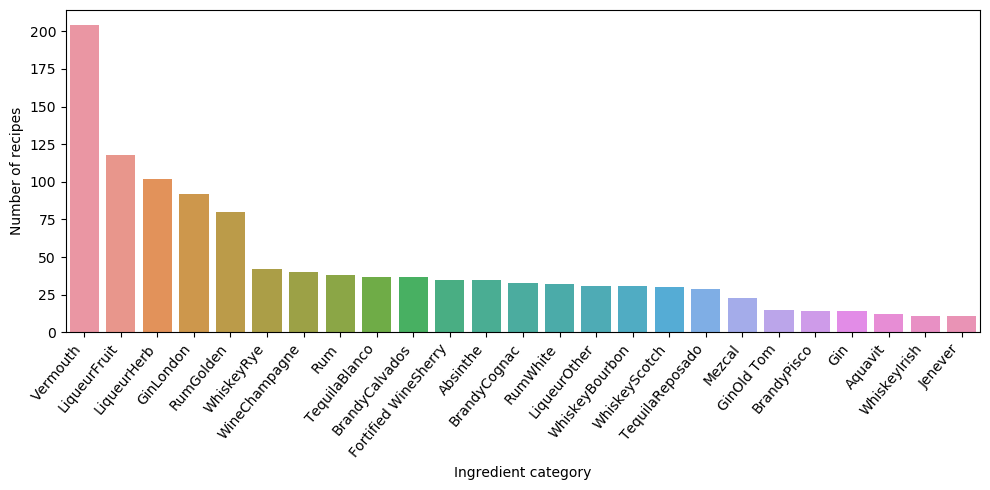 Number of recipes
200
175
150
125
100
75
50
25
0
Vermouth
LiqueurFruit
LiqueurHerb
GinLondon
RumGolden
WhiskeyRye
WineChampagne
Rum
TequilaBlanco
BrandyCalvados
Fortified WineSherry
Absinthe
BrandyCognac
RumWhite
LiqueurOther
WhiskeyBourbon
WhiskeyScotch
TequilaReposado
Mezcal
GinOld Tom
BrandyPisco
Gin
Aquavit
WhiskeyIrish
Jenever
Ingredient category